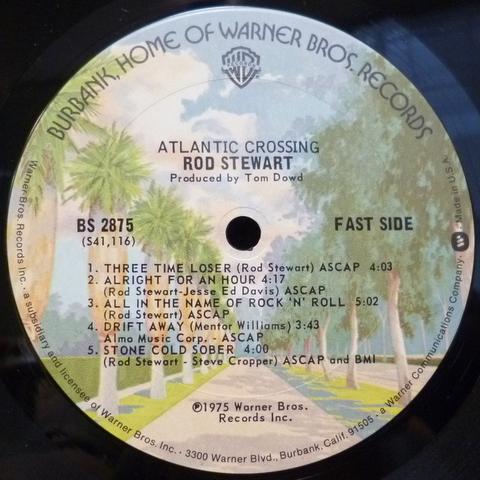 BURBANK, HOME OF WARNER BROS. RECORDS
ATLANTIC CROSSING
ROD STEWART
Produced by Tom Dowd
BS 2875
(S41,116)
FAST SIDE
1. THREE TIME LOSER (Rod Stewart) ASCAP 4:03
2. ALRIGHT FOR AN HOUR 4:17
(Rod Stewart-Jesse Ed Davis) ASCAP
3. ALL IN THE NAME OF ROCK 'N' ROLL 5:02
(Rod Stewart) ASCAP
4. DRIFT AWAY (Mentor Williams) 3:43
Almo Music Corp. - ASCAP
5. STONE COLD SOBER 4:00
(Rod Stewart - Steve Cropper) ASCAP and BMI
℗1975 Warner Bros.
Records Inc.
Warner Bros. Records Inc. · a subsidiary and licensee of Warner Bros. Inc. · 3300 Warner Blvd., Burbank, Calif. 91505 · a Warner Communications Company · Made in U.S.A.